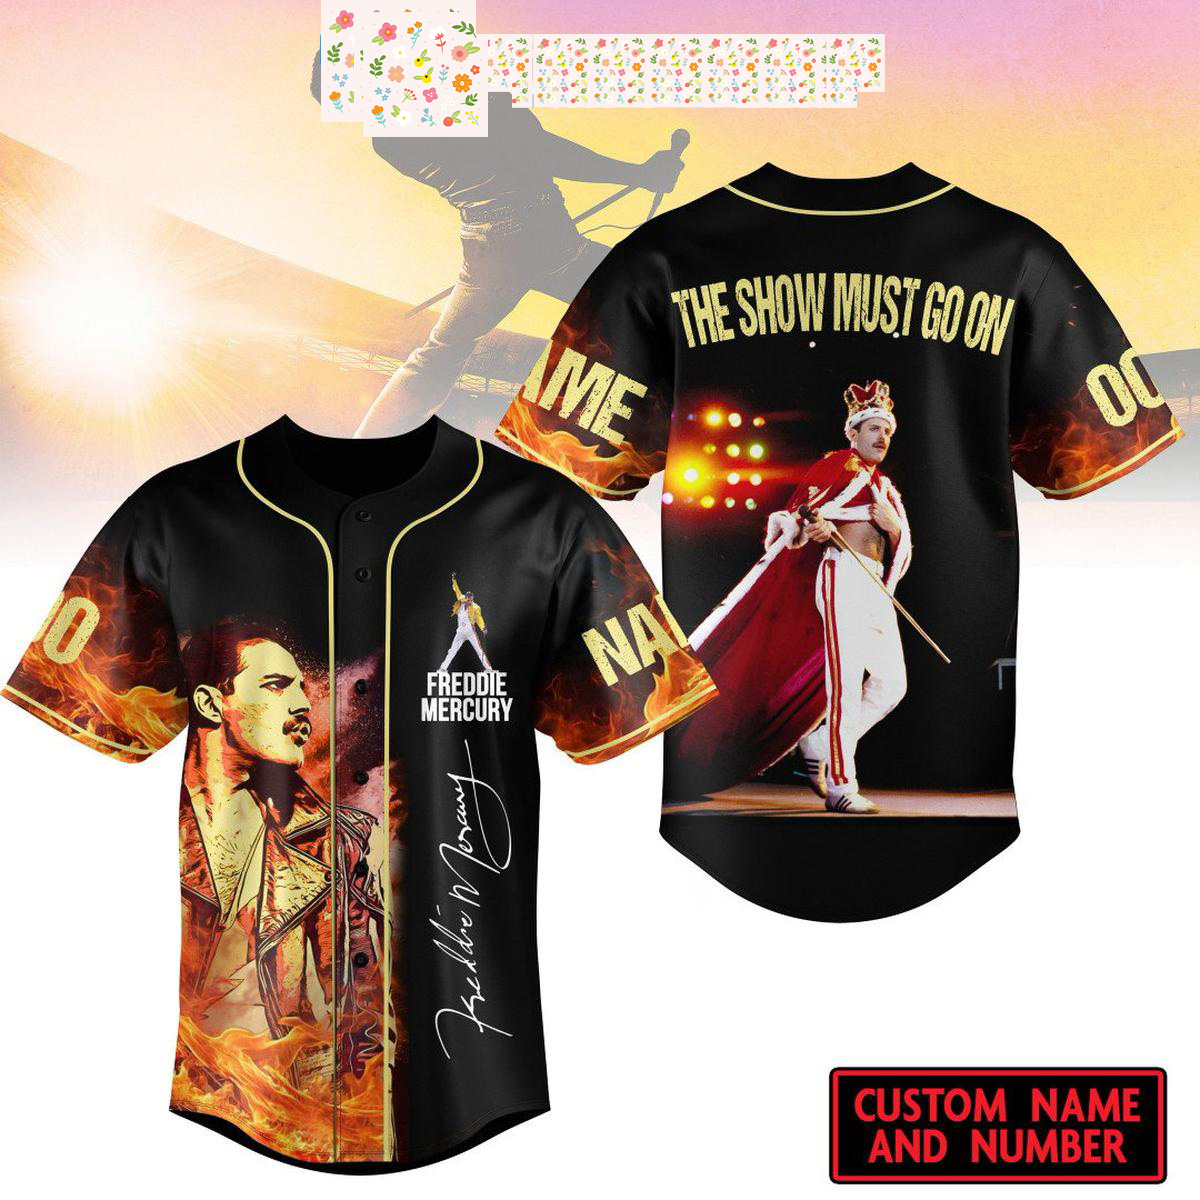 THE SHOW MUST GO ON
AME
00
00
NA
FREDDIE
MERCURY
Freddie Mercury
CUSTOM NAME
AND NUMBER